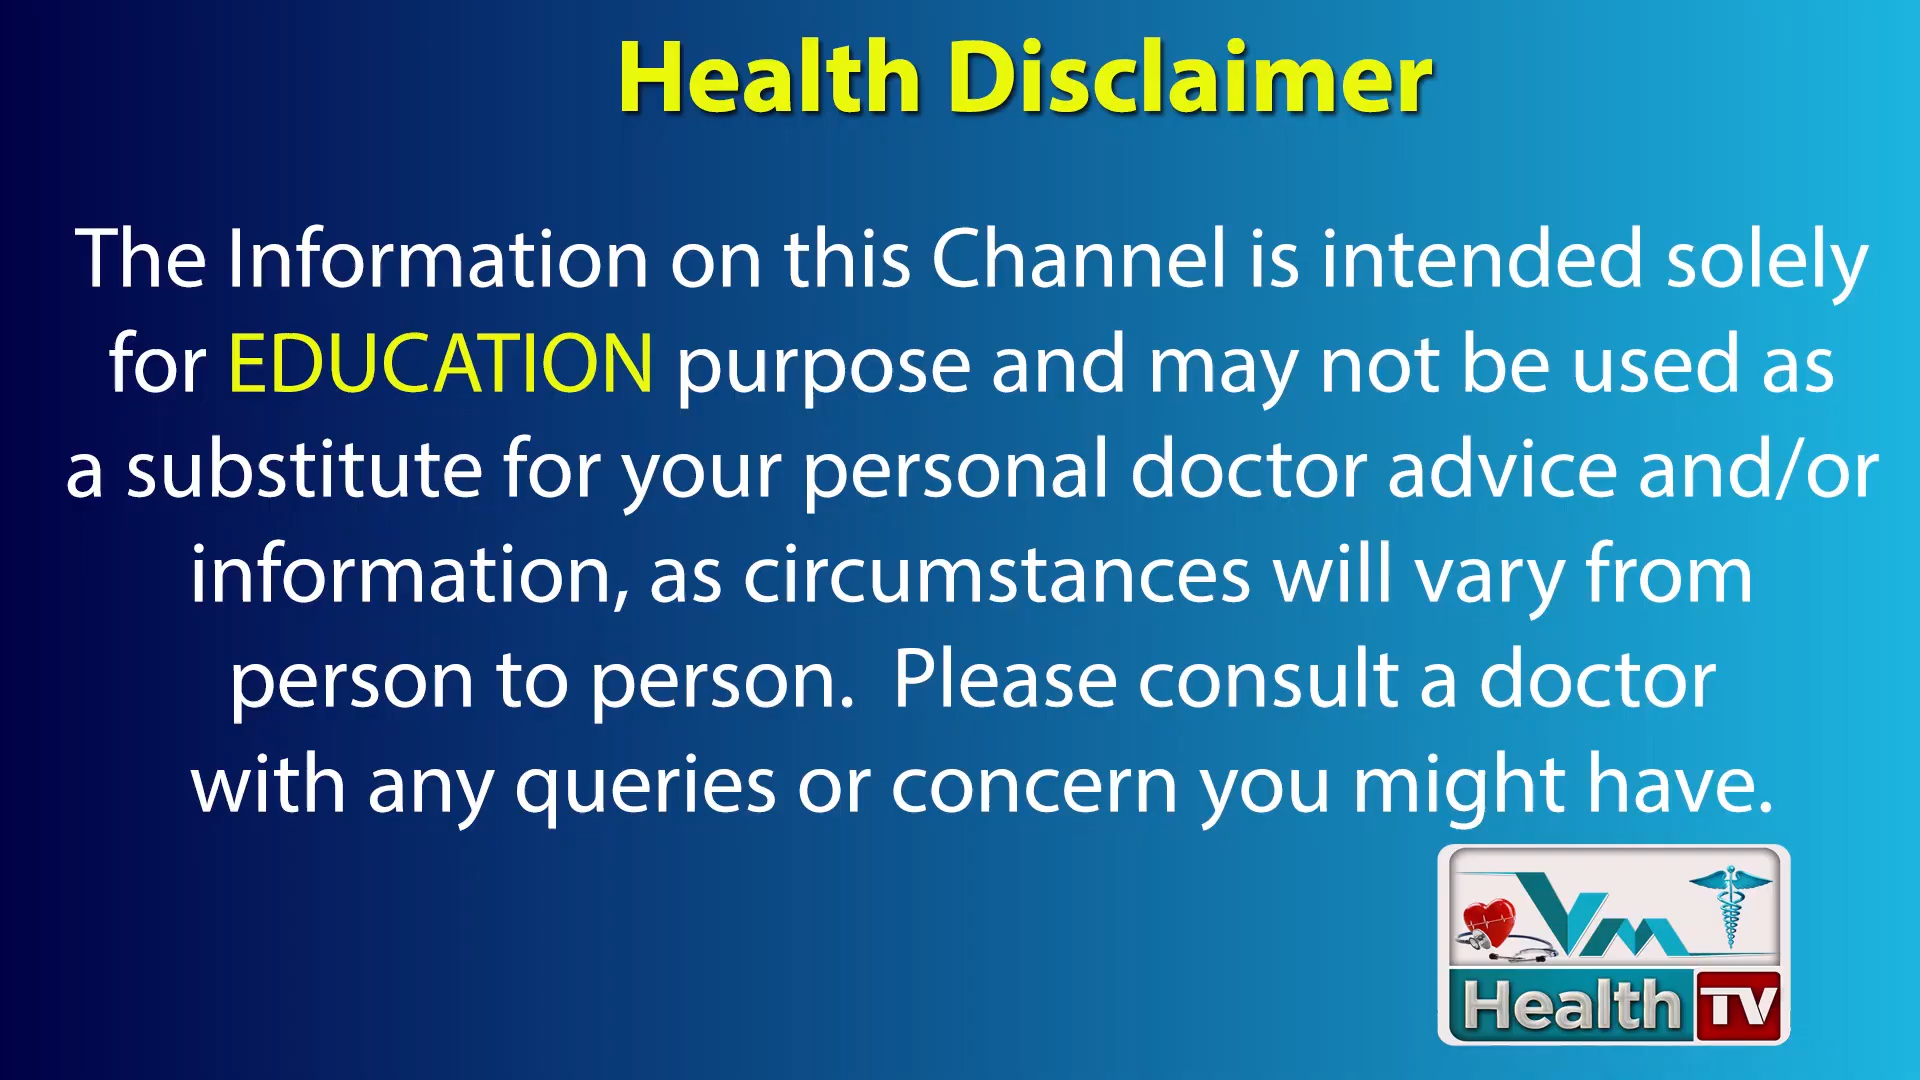 Health Disclaimer
The Information on this Channel is intended solely
for EDUCATION purpose and may not be used as
a substitute for your personal doctor advice and/or
information, as circumstances will vary from
person to person.  Please consult a doctor
with any queries or concern you might have.
Vm
Health TV